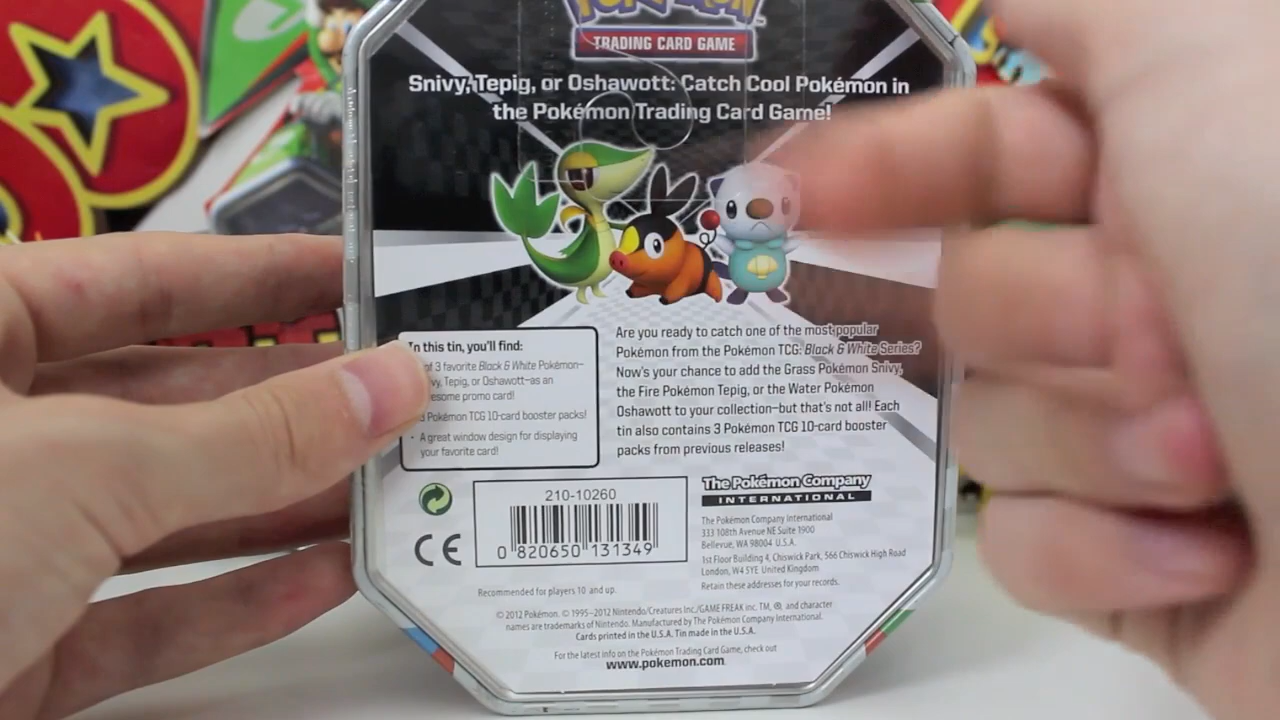 POKéMON
TRADING CARD GAME
Snivy, Tepig, or Oshawott: Catch Cool Pokémon in
the Pokémon Trading Card Game!
In this tin, you'll find:
of 3 favorite Black & White Pokémon—
Tepig, or Oshawott—as an
promo card!
3 Pokémon TCG 10-card booster packs!
• A great window design for displaying
your favorite card!
Are you ready to catch one of the most popular
Pokémon from the Pokémon TCG: Black & White Series?
Now's your chance to add the Grass Pokémon Snivy,
the Fire Pokémon Tepig, or the Water Pokémon
Oshawott to your collection—but that's not all! Each
tin also contains 3 Pokémon TCG 10-card booster
packs from previous releases!
210-10260
0 820650 131349
CE
The Pokémon Company
INTERNATIONAL
The Pokémon Company International
333 108th Avenue NE Suite 1900
Bellevue, WA 98004 U.S.A.
1st Floor Building 4, Chiswick Park, 566 Chiswick High Road
London, W4 5YE United Kingdom
Retain these addresses for your records.
Recommended for players 10 and up.
© 2012 Pokémon. © 1995–2012 Nintendo/Creatures Inc./GAME FREAK inc. TM, ®, and character
names are trademarks of Nintendo. Manufactured by The Pokémon Company International.
Cards printed in the U.S.A. Tin made in the U.S.A.
For the latest info on the Pokémon Trading Card Game, check out
www.pokemon.com